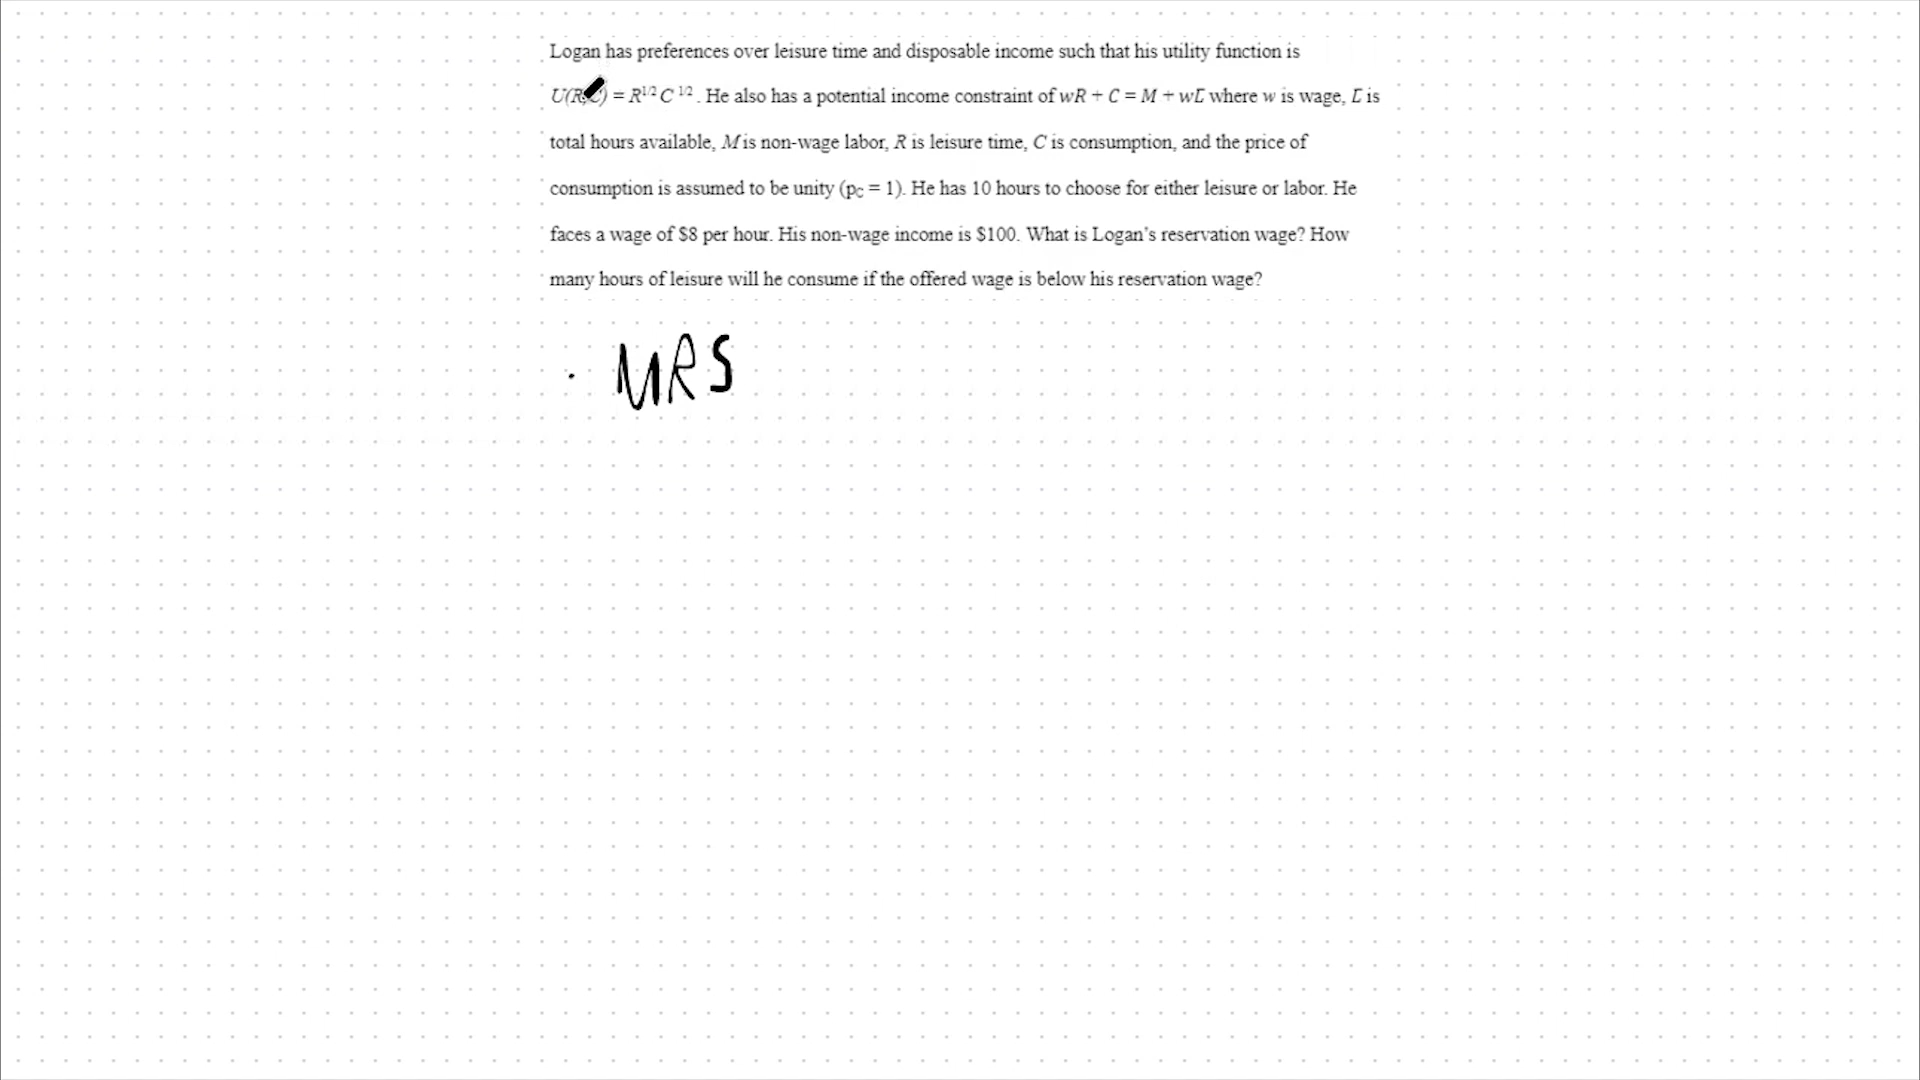 Logan has preferences over leisure time and disposable income such that his utility function is
= R^1/2 C^1/2. He also has a potential income constraint of wR + C = M + wL̄ where w is wage, L̄ is
total hours available, M is non-wage labor, R is leisure time, C is consumption, and the price of
consumption is assumed to be unity (pc = 1). He has 10 hours to choose for either leisure or labor. He
faces a wage of $8 per hour. His non-wage income is $100. What is Logan's reservation wage? How
many hours of leisure will he consume if the offered wage is below his reservation wage?
· MRS